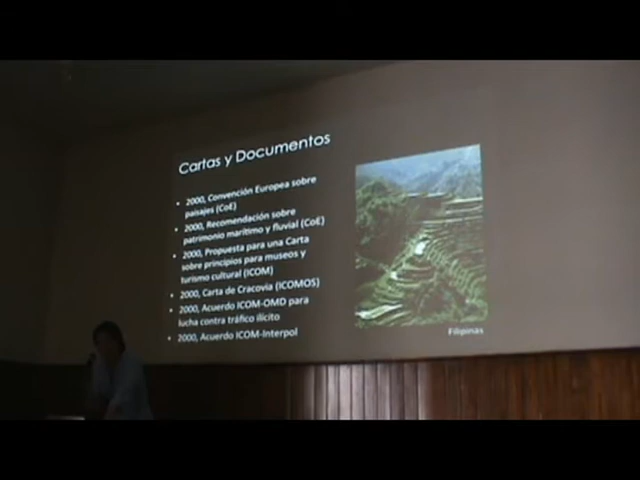 Cartas y Documentos
• 2000, Convención Europea sobre
paisajes (CoE)
• 2000, Recomendación sobre
patrimonio marítimo y fluvial (CoE)
• 2000, Propuesta para una Carta
sobre principios para museos y
turismo cultural (ICOM)
• 2000, Carta de Cracovia (ICOMOS)
• 2000, Acuerdo ICOM-OMD para
lucha contra tráfico ilícito
• 2000, Acuerdo ICOM-Interpol
Filipinas